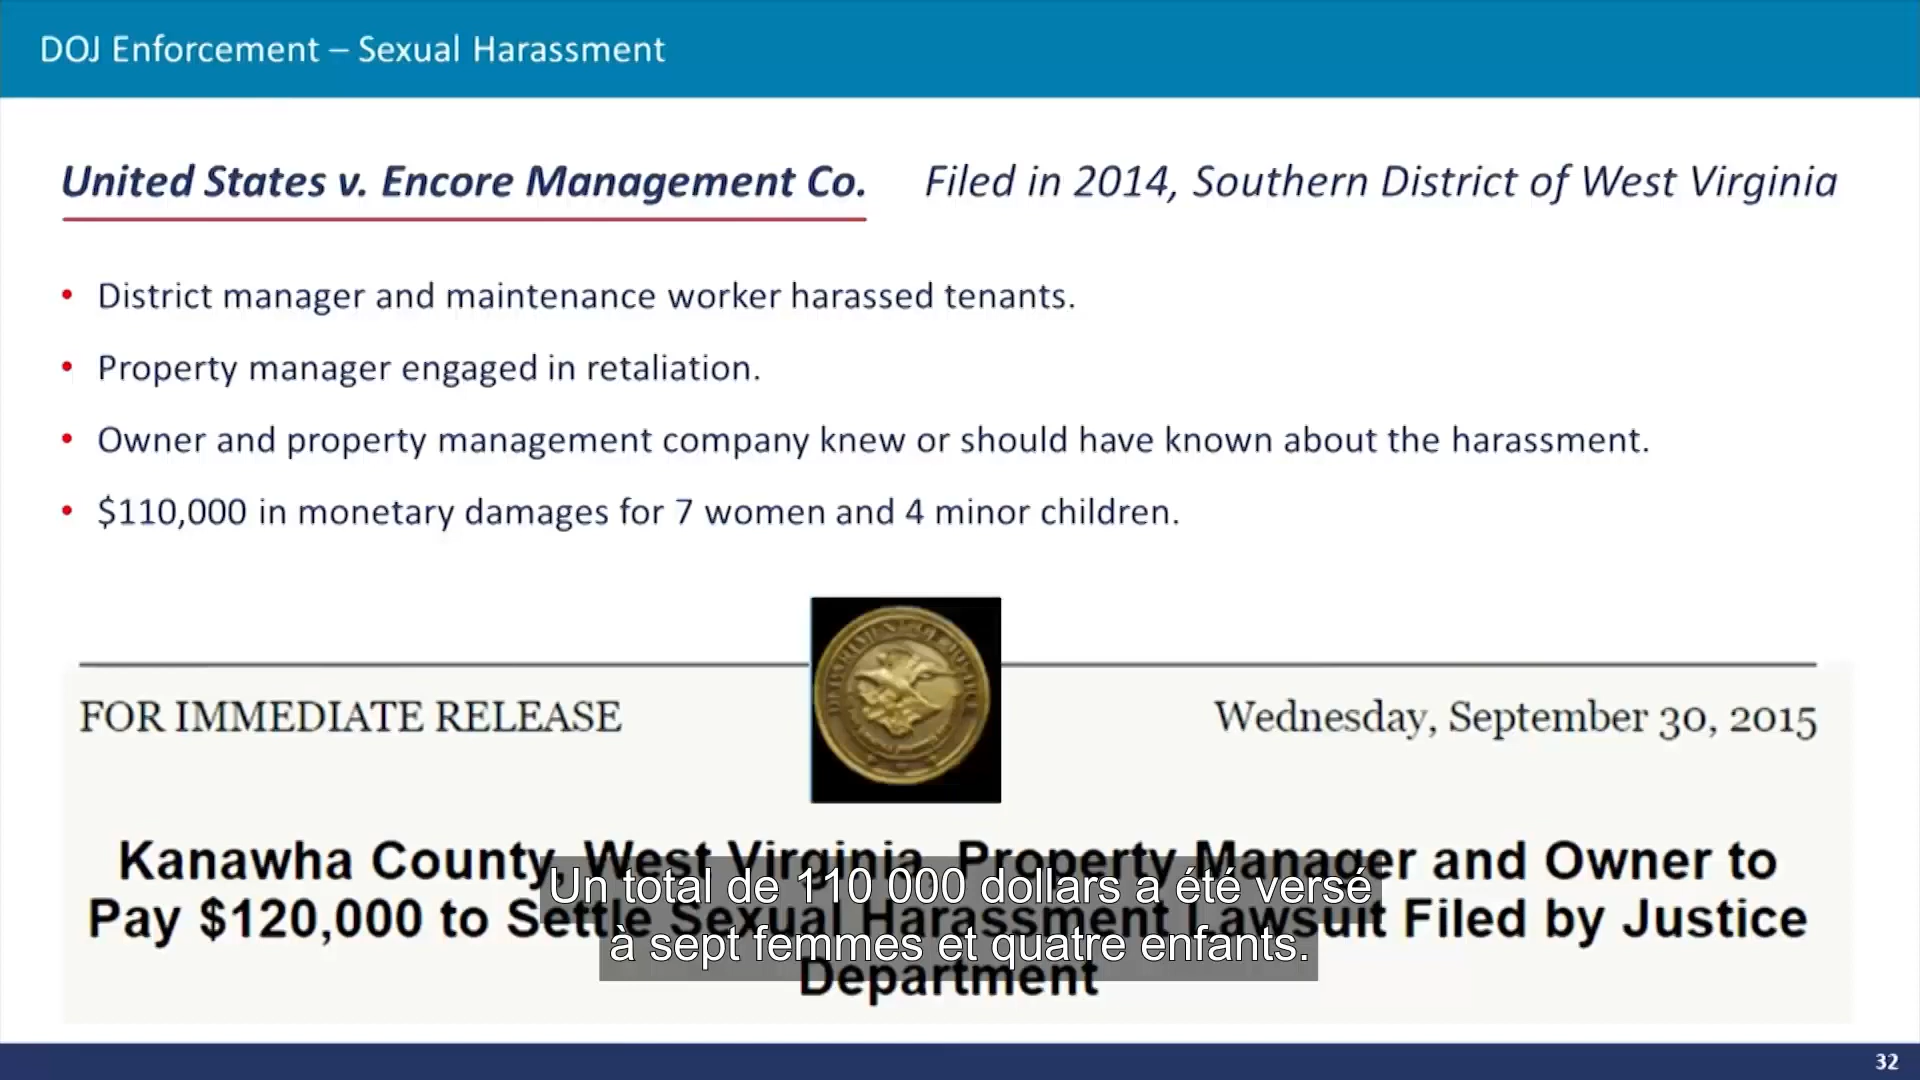 DOJ Enforcement – Sexual Harassment
United States v. Encore Management Co. Filed in 2014, Southern District of West Virginia
• District manager and maintenance worker harassed tenants.
• Property manager engaged in retaliation.
• Owner and property management company knew or should have known about the harassment.
• $110,000 in monetary damages for 7 women and 4 minor children.
FOR IMMEDIATE RELEASE
Wednesday, September 30, 2015
Kanawha County, West Virginia, Property Manager and Owner to
Pay $120,000 to Settle Sexual Harassment Lawsuit Filed by Justice
Department
Un total de 110 000 dollars a été versé
à sept femmes et quatre enfants.
32